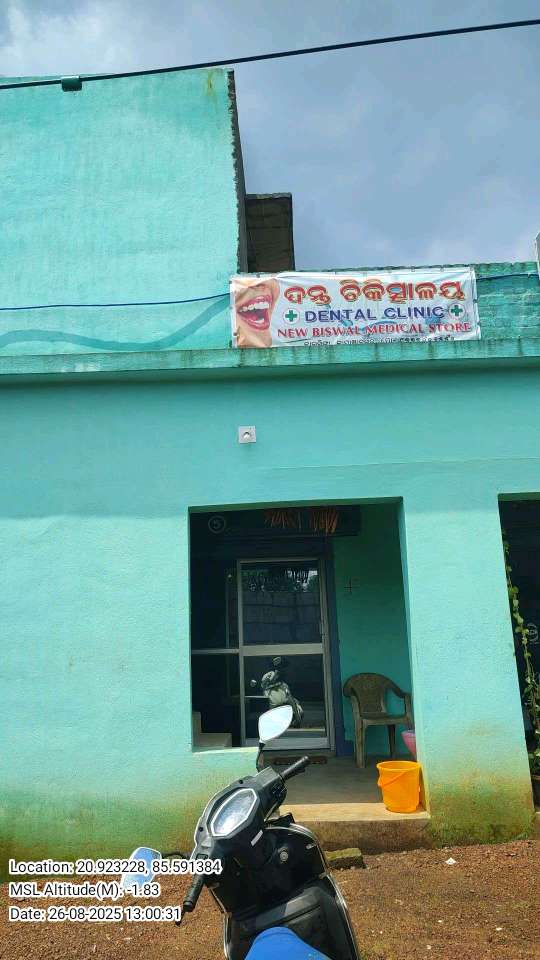 ଦନ୍ତ ଚିକିତ୍ସାଳୟ
DENTAL CLINIC
NEW BISWAL MEDICAL STORE
5
Location: 20.923228, 85.591384
MSL Altitude(M): -1.83
Date: 26-08-2025 13:00:31